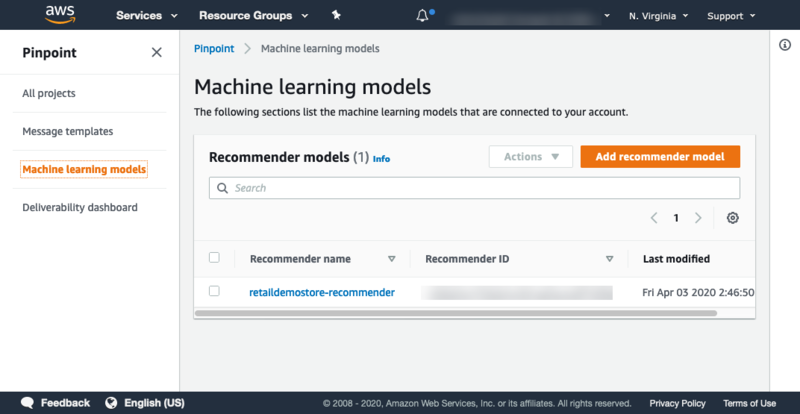 aws
Services
Resource Groups
N. Virginia
Support
Pinpoint
All projects
Message templates
Machine learning models
Deliverability dashboard
Pinpoint > Machine learning models
Machine learning models
The following sections list the machine learning models that are connected to your account.
Recommender models (1) Info
Actions
Add recommender model
Search
1
Recommender name
Recommender ID
Last modified
retaildemostore-recommender
Fri Apr 03 2020 2:46:50
Feedback
English (US)
© 2008 - 2020, Amazon Web Services, Inc. or its affiliates. All rights reserved.
Privacy Policy
Terms of Use